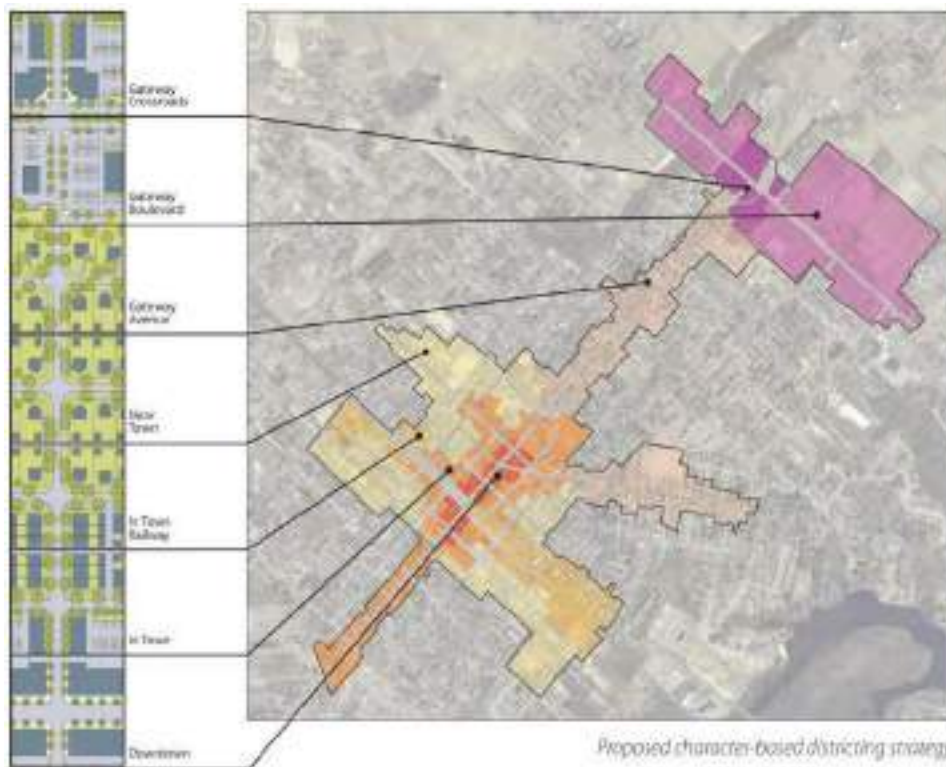 Gateway
Crossroads
Gateway
Boulevard
Gateway
Avenue
Near
Town
In Town
Railway
In Town
Downtown
Proposed character-based districting strategy